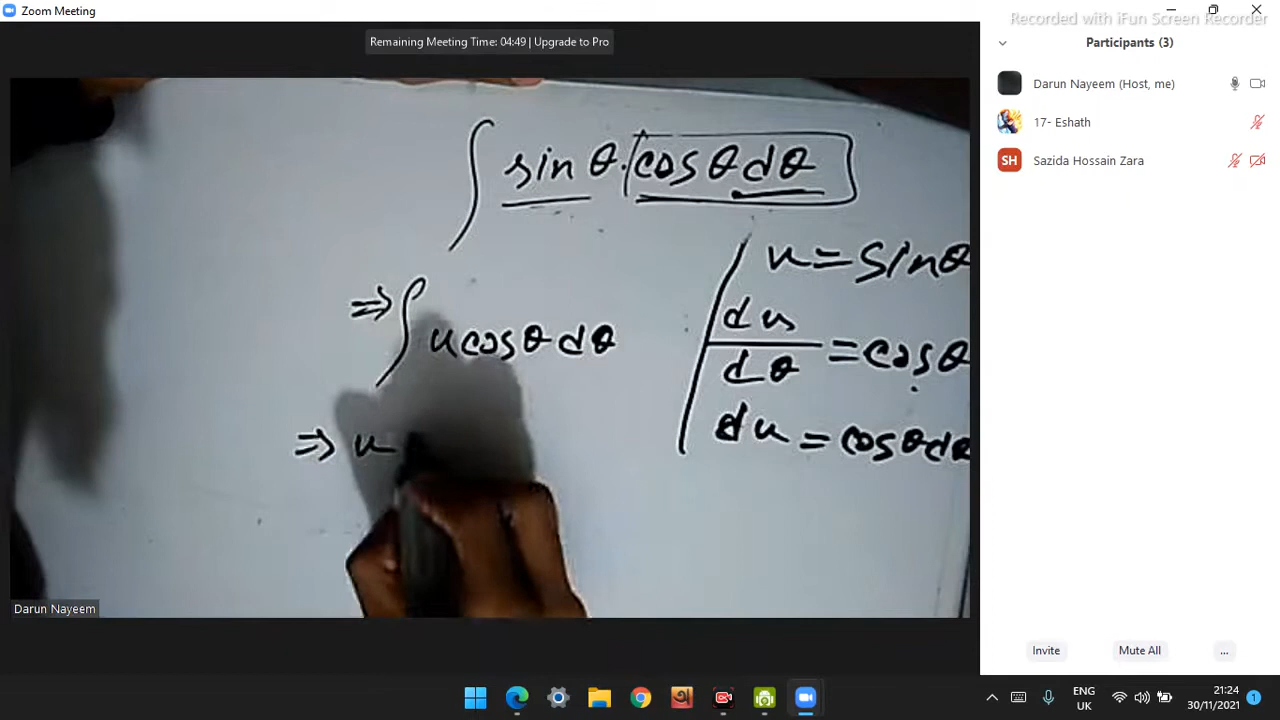 Zoom Meeting
Recorded with iFun Screen Recorder
Remaining Meeting Time: 04:49 | Upgrade to Pro
Participants (3)
Darun Nayeem (Host, me)
17- Eshath
SH Sazida Hossain Zara
∫ sin θ · cos θ dθ
u = sin θ
⇒ ∫ u cos θ dθ
du/dθ = cos θ
du = cos θ dθ
⇒ u
Darun Nayeem
Invite
Mute All
...
অ
ENG
UK
21:24
30/11/2021
1